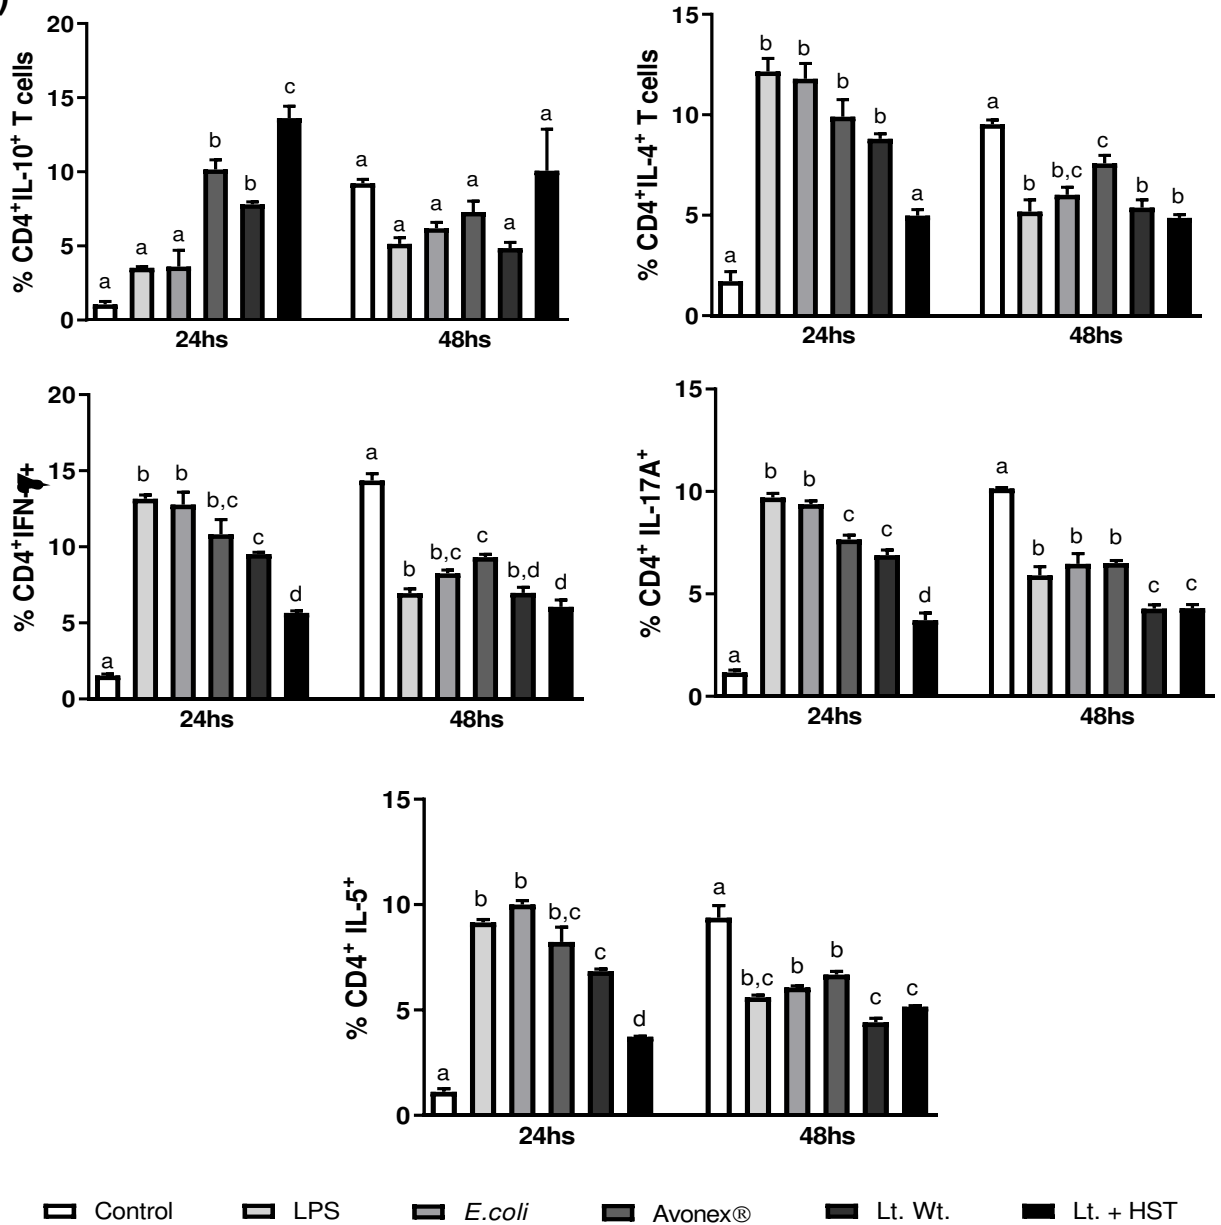 )
% CD4+IL-10+ T cells
20
15
10
5
0
a
a
a
b
b
c
a
a
a
a
a
a
24hs
48hs
% CD4+IL-4+ T cells
15
10
5
0
a
b
b
b
b
a
a
b
b,c
c
b
b
24hs
48hs
% CD4+IFN-γ+
20
15
10
5
0
a
b
b
b,c
c
d
a
b
b,c
c
b,d
d
24hs
48hs
% CD4+ IL-17A+
15
10
5
0
a
b
b
c
c
d
a
b
b
b
c
c
24hs
48hs
% CD4+ IL-5+
15
10
5
0
a
b
b
b,c
c
d
a
b,c
b
b
c
c
24hs
48hs
Control LPS E.coli Avonex® Lt. Wt. Lt. + HST